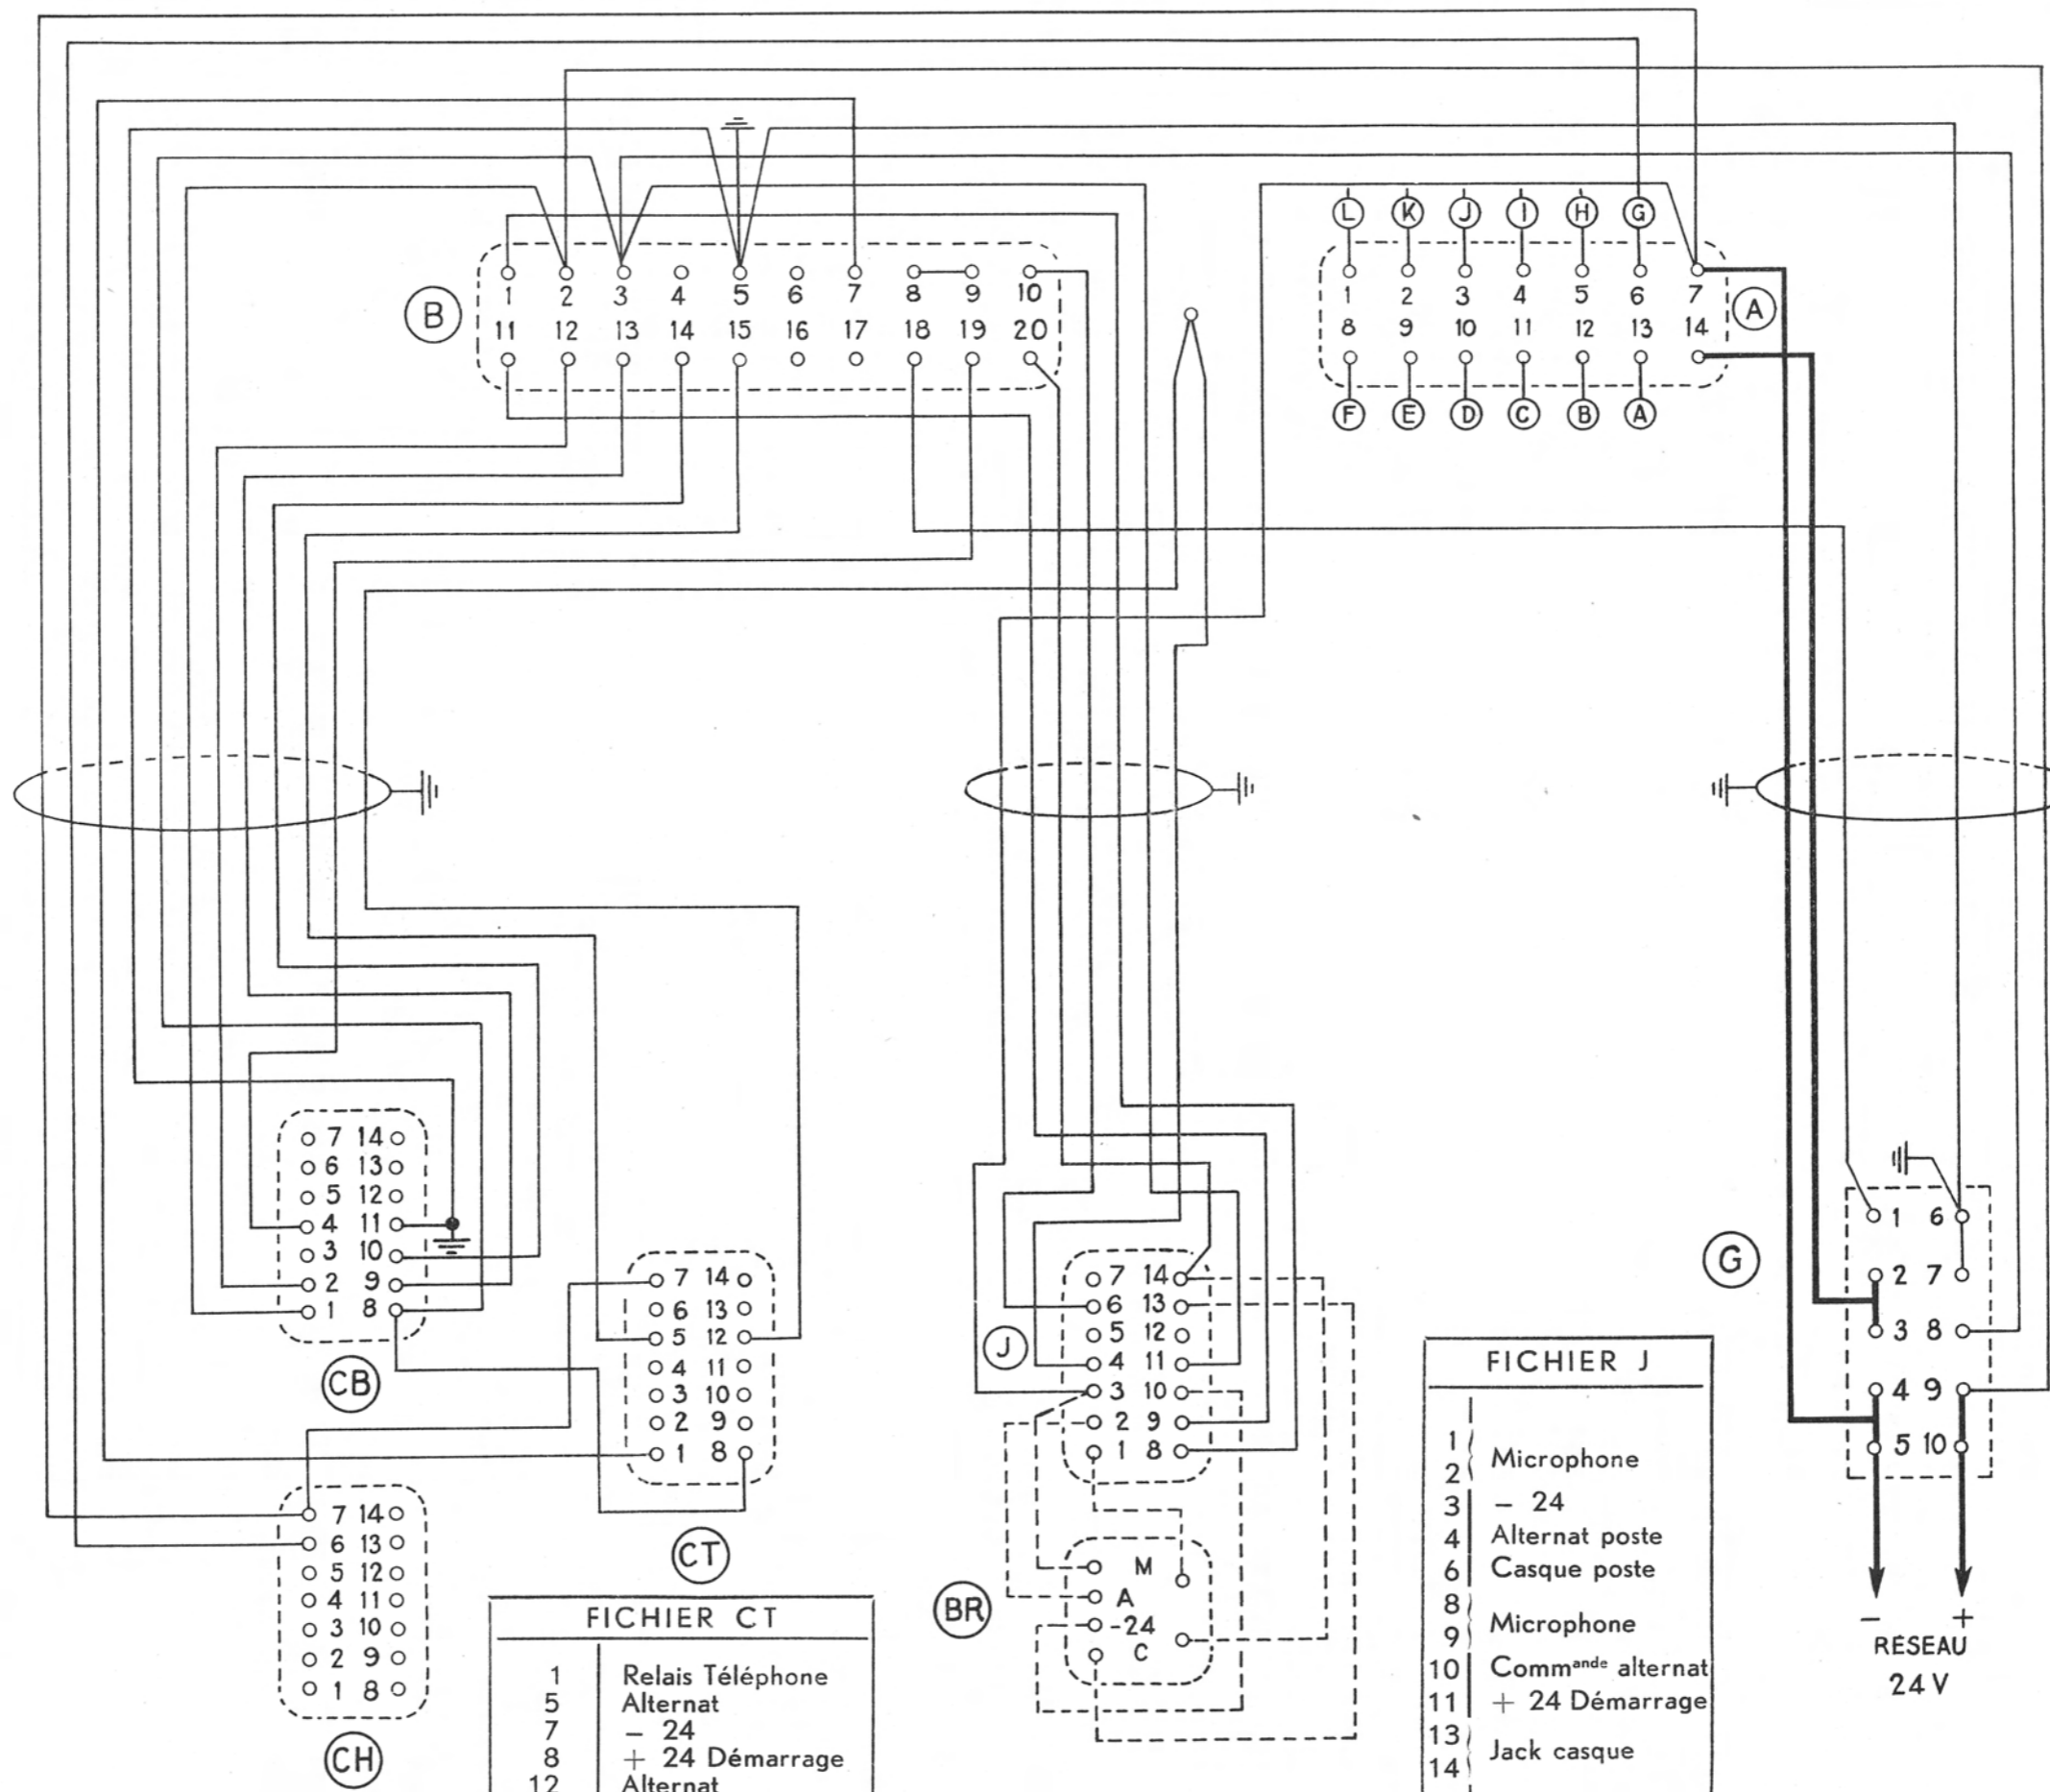 L K J I H G
1 2 3 4 5 6 7 8 9 10
B
11 12 13 14 15 16 17 18 19 20
1 2 3 4 5 6 7
A
8 9 10 11 12 13 14
F E D C B A
7 14
6 13
5 12
4 11
3 10
2 9
1 8
CB
7 14
6 13
5 12
4 11
3 10
2 9
1 8
CT
7 14
6 13
5 12
4 11
3 10
2 9
1 8
CH
J
7 14
6 13
5 12
4 11
3 10
2 9
1 8
BR
M
A
-24
C
G
1 6
2 7
3 8
4 9
5 10
- +
RÉSEAU
24 V
FICHIER CT
1 Relais Téléphone
5 Alternat
7 - 24
8 + 24 Démarrage
12 Alternat
FICHIER J
1
2 Microphone
3 - 24
4 Alternat poste
6 Casque poste
8
9 Microphone
10 Commande alternat
11 + 24 Démarrage
13
14 Jack casque